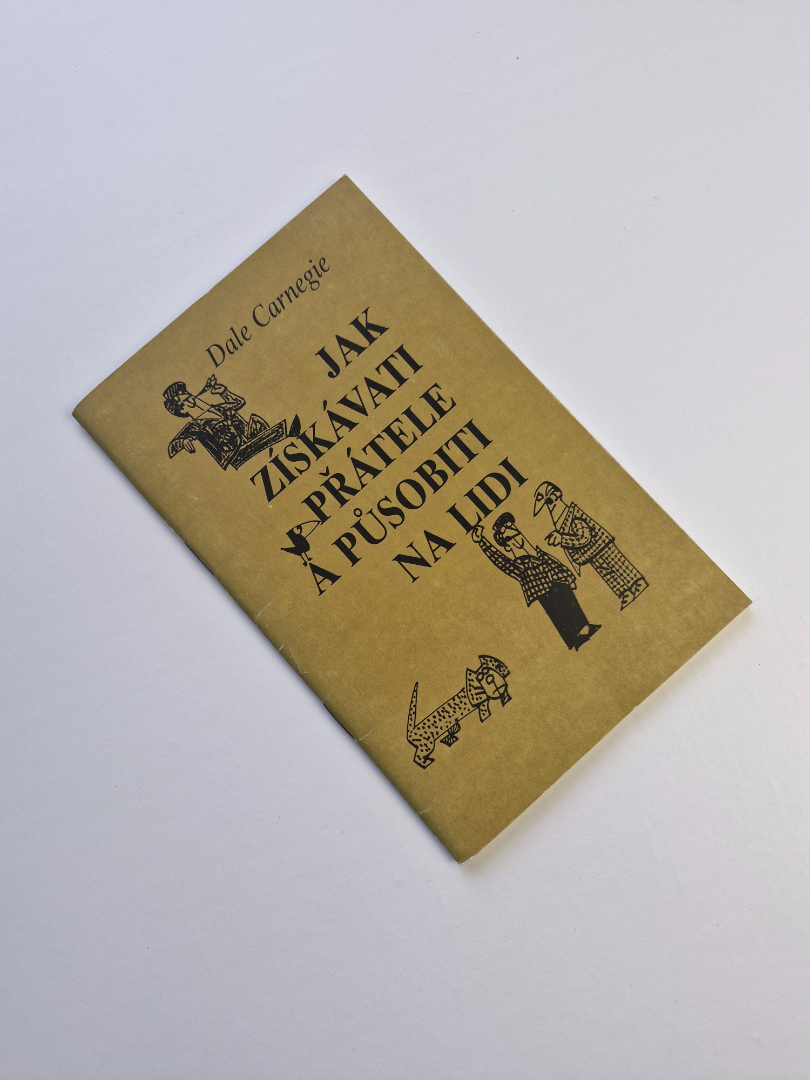 Dale Carnegie
JAK
ZÍSKÁVATI
PŘÁTELE
A PŮSOBITI
NA LIDI